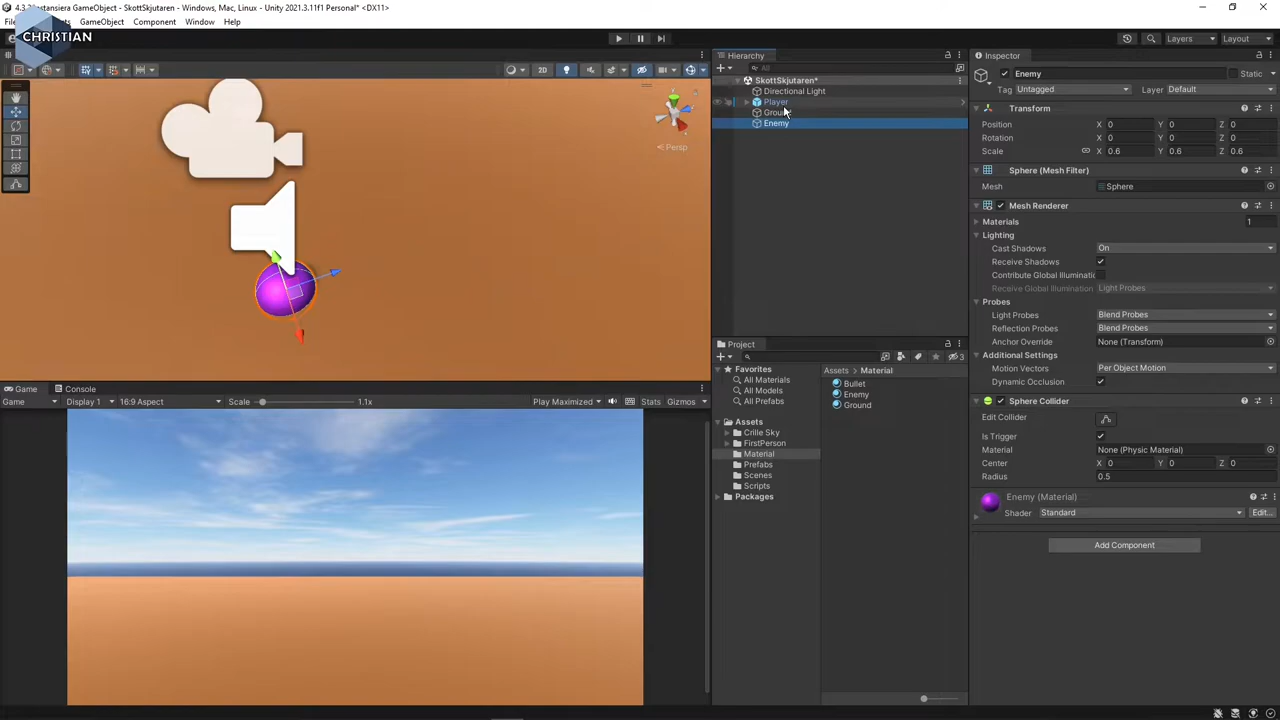 4.3.2 Instansiera GameObject - SkottSkjutaren - Windows, Mac, Linux - Unity 2021.3.11f1 Personal* <DX11>
GameObject Component Window Help
CHRISTIAN
Layers Layout
2D
Persp
Hierarchy
All
SkottSkjutaren*
Directional Light
Player
Ground
Enemy
Inspector
Enemy Static
Tag Untagged Layer Default
Transform
Position X 0 Y 0 Z 0
Rotation X 0 Y 0 Z 0
Scale X 0.6 Y 0.6 Z 0.6
Sphere (Mesh Filter)
Mesh Sphere
Mesh Renderer
Materials 1
Lighting
Cast Shadows On
Receive Shadows
Contribute Global Illuminatic
Receive Global Illumination Light Probes
Probes
Light Probes Blend Probes
Reflection Probes Blend Probes
Anchor Override None (Transform)
Additional Settings
Motion Vectors Per Object Motion
Dynamic Occlusion
Sphere Collider
Edit Collider
Is Trigger
Material None (Physic Material)
Center X 0 Y 0 Z 0
Radius 0.5
Enemy (Material)
Shader Standard Edit...
Add Component
Project
3
Favorites
All Materials
All Models
All Prefabs
Assets
Crille Sky
FirstPerson
Material
Prefabs
Scenes
Scripts
Packages
Assets > Material
Bullet
Enemy
Ground
Game Console
Game Display 1 16:9 Aspect Scale 1.1x Play Maximized Stats Gizmos